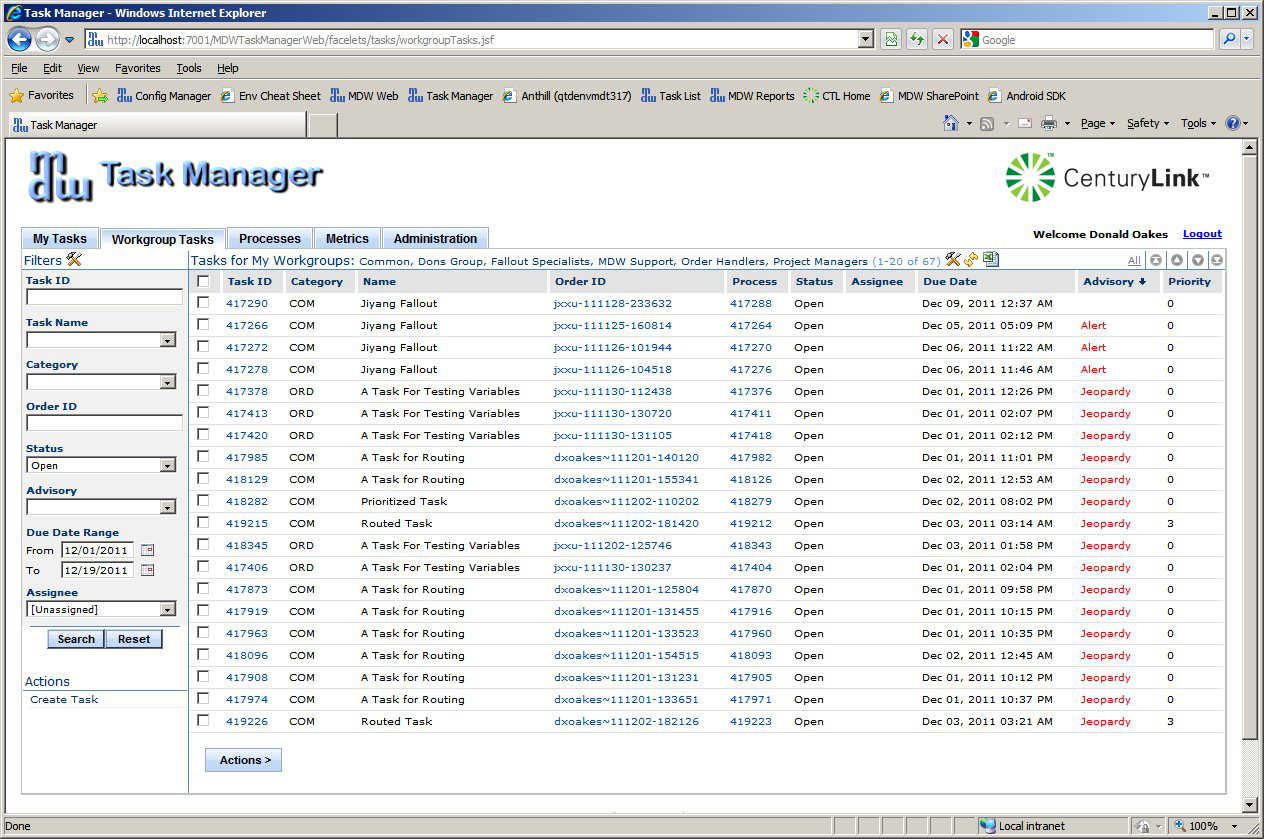 Task Manager - Windows Internet Explorer
http://localhost:7001/MDWTaskManagerWeb/facelets/tasks/workgroupTasks.jsf Google
File Edit View Favorites Tools Help
Favorites Config Manager Env Cheat Sheet MDW Web Task Manager Anthill (qtdenvmdt317) Task List MDW Reports CTL Home MDW SharePoint Android SDK
Task Manager Page Safety Tools
mdw Task Manager CenturyLink™
My Tasks Workgroup Tasks Processes Metrics Administration Welcome Donald Oakes Logout
Filters
Task ID
Task Name
Category
Order ID
Status
Open
Advisory
Due Date Range
From 12/01/2011
To 12/19/2011
Assignee
[Unassigned]
Search Reset
Actions
Create Task
Tasks for My Workgroups: Common, Dons Group, Fallout Specialists, MDW Support, Order Handlers, Project Managers (1-20 of 67) All
Task ID Category Name Order ID Process Status Assignee Due Date Advisory Priority
417290 COM Jiyang Fallout jxxu-111128-233632 417288 Open Dec 09, 2011 12:37 AM 0
417266 COM Jiyang Fallout jxxu-111125-160814 417264 Open Dec 05, 2011 05:09 PM Alert 0
417272 COM Jiyang Fallout jxxu-111126-101944 417270 Open Dec 06, 2011 11:22 AM Alert 0
417278 COM Jiyang Fallout jxxu-111126-104518 417276 Open Dec 06, 2011 11:46 AM Alert 0
417378 ORD A Task For Testing Variables jxxu-111130-112438 417376 Open Dec 01, 2011 12:26 PM Jeopardy 0
417413 ORD A Task For Testing Variables jxxu-111130-130720 417411 Open Dec 01, 2011 02:07 PM Jeopardy 0
417420 ORD A Task For Testing Variables jxxu-111130-131105 417418 Open Dec 01, 2011 02:12 PM Jeopardy 0
417985 COM A Task for Routing dxoakes~111201-140120 417982 Open Dec 01, 2011 11:01 PM Jeopardy 0
418129 COM A Task for Routing dxoakes~111201-155341 418126 Open Dec 02, 2011 12:53 AM Jeopardy 0
418282 COM Prioritized Task dxoakes~111202-110202 418279 Open Dec 02, 2011 08:02 PM Jeopardy 0
419215 COM Routed Task dxoakes~111202-181420 419212 Open Dec 03, 2011 03:14 AM Jeopardy 3
418345 ORD A Task For Testing Variables jxxu-111202-125746 418343 Open Dec 03, 2011 01:58 PM Jeopardy 0
417406 ORD A Task For Testing Variables jxxu-111130-130237 417404 Open Dec 01, 2011 02:04 PM Jeopardy 0
417873 COM A Task for Routing dxoakes~111201-125804 417870 Open Dec 01, 2011 09:58 PM Jeopardy 0
417919 COM A Task for Routing dxoakes~111201-131455 417916 Open Dec 01, 2011 10:15 PM Jeopardy 0
417963 COM A Task for Routing dxoakes~111201-133523 417960 Open Dec 01, 2011 10:35 PM Jeopardy 0
418096 COM A Task for Routing dxoakes~111201-154515 418093 Open Dec 02, 2011 12:45 AM Jeopardy 0
417908 COM A Task for Routing dxoakes~111201-131231 417905 Open Dec 01, 2011 10:12 PM Jeopardy 0
417974 COM A Task for Routing dxoakes~111201-133651 417971 Open Dec 01, 2011 10:37 PM Jeopardy 0
419226 COM Routed Task dxoakes~111202-182126 419223 Open Dec 03, 2011 03:21 AM Jeopardy 3
Actions >
Done Local intranet 100%